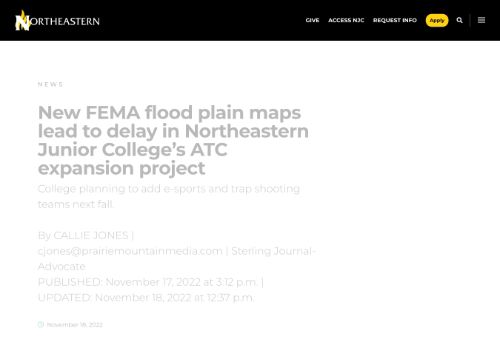 NORTHEASTERN
GIVE ACCESS NJC REQUEST INFO Apply
NEWS
New FEMA flood plain maps
lead to delay in Northeastern
Junior College’s ATC
expansion project
College planning to add e-sports and trap shooting
teams next fall.
By CALLIE JONES |
cjones@prairiemountainmedia.com | Sterling Journal-
Advocate
PUBLISHED: November 17, 2022 at 3:12 p.m. |
UPDATED: November 18, 2022 at 12:37 p.m.
November 18, 2022